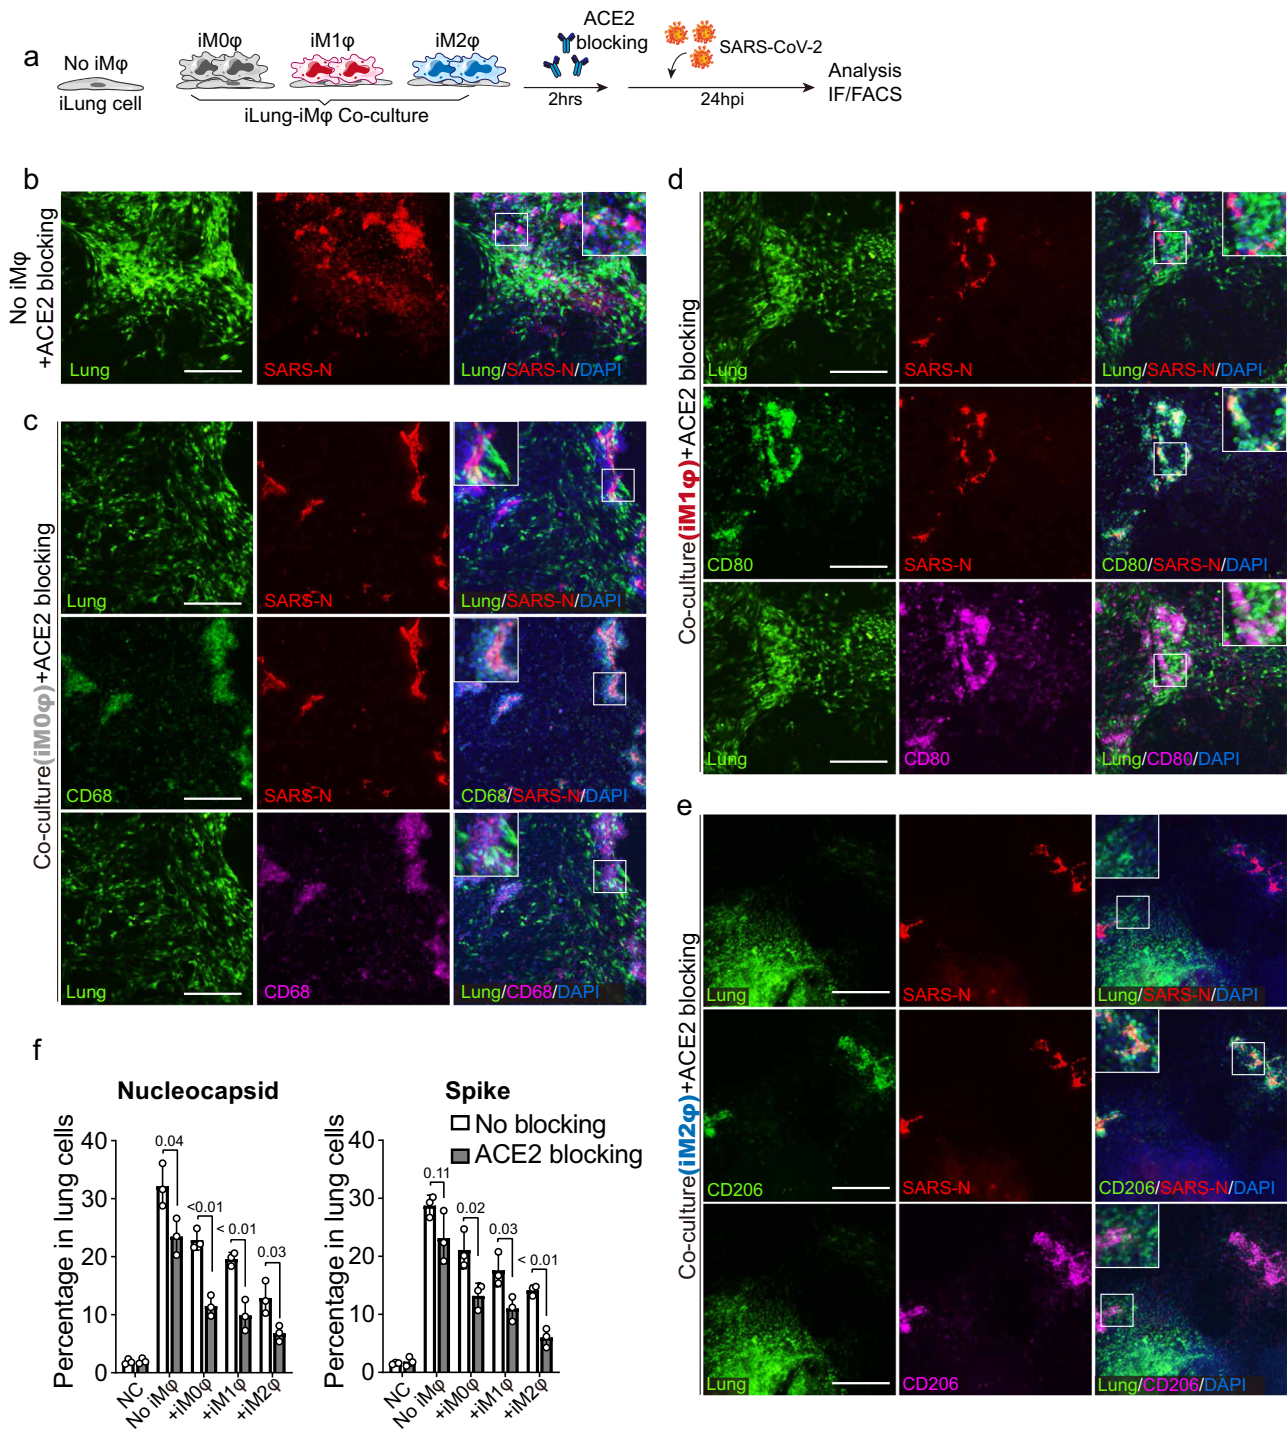 a
No iMφ
iLung cell
iM0φ
iM1φ
iM2φ
iLung-iMφ Co-culture
ACE2
blocking
2hrs
SARS-CoV-2
24hpi
Analysis
IF/FACS
b
No iMφ
+ACE2 blocking
Lung
SARS-N
Lung/SARS-N/DAPI
c
Co-culture(iM0φ)+ACE2 blocking
Lung
SARS-N
Lung/SARS-N/DAPI
CD68
SARS-N
CD68/SARS-N/DAPI
Lung
CD68
Lung/CD68/DAPI
d
Co-culture(iM1φ)+ACE2 blocking
Lung
SARS-N
Lung/SARS-N/DAPI
CD80
SARS-N
CD80/SARS-N/DAPI
Lung
CD80
Lung/CD80/DAPI
e
Co-culture(iM2φ)+ACE2 blocking
Lung
SARS-N
Lung/SARS-N/DAPI
CD206
SARS-N
CD206/SARS-N/DAPI
Lung
CD206
Lung/CD206/DAPI
f
Nucleocapsid
Percentage in lung cells
40
30
20
10
0
0.04
<0.01
< 0.01
0.03
NC
No iMφ
+iM0φ
+iM1φ
+iM2φ
Spike
No blocking
ACE2 blocking
Percentage in lung cells
40
30
20
10
0
0.11
0.02
0.03
< 0.01
NC
No iMφ
+iM0φ
+iM1φ
+iM2φ